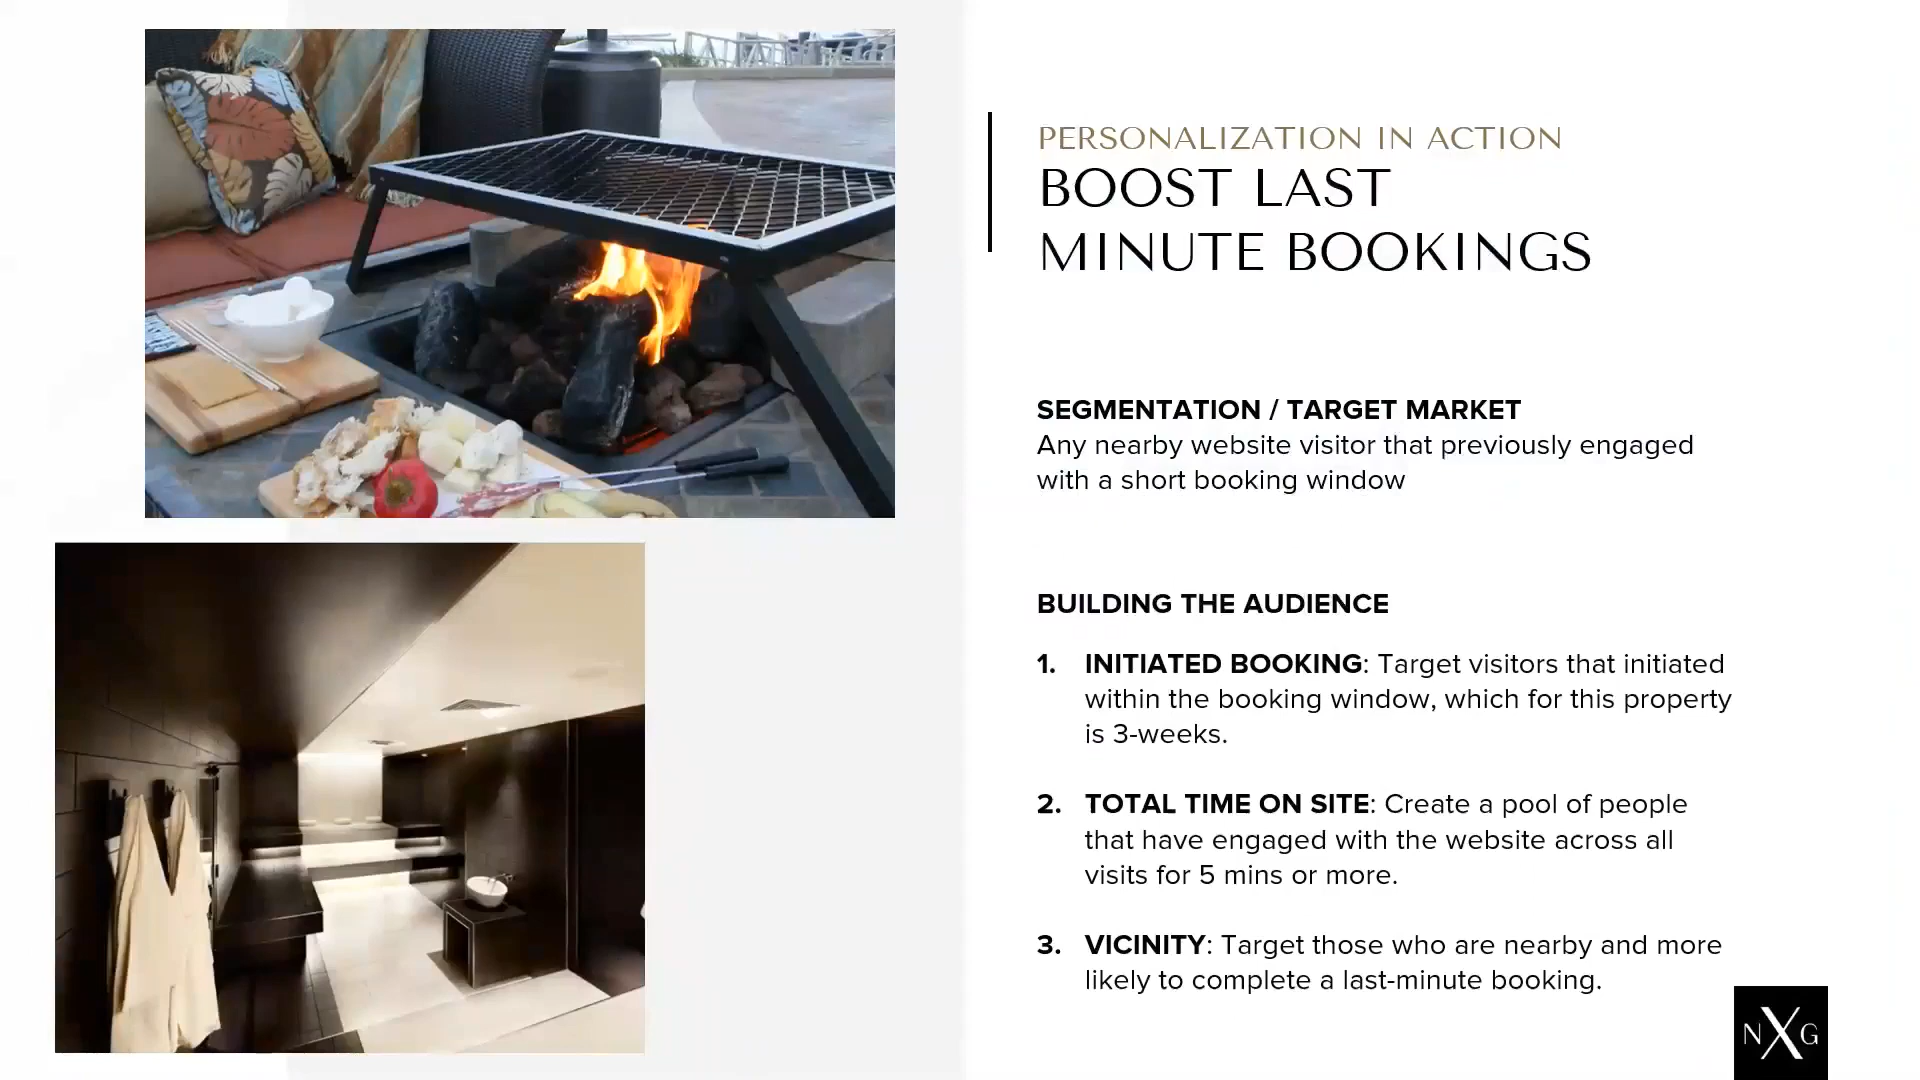 PERSONALIZATION IN ACTION
BOOST LAST
MINUTE BOOKINGS
SEGMENTATION / TARGET MARKET
Any nearby website visitor that previously engaged
with a short booking window
BUILDING THE AUDIENCE
1. INITIATED BOOKING: Target visitors that initiated
within the booking window, which for this property
is 3-weeks.
2. TOTAL TIME ON SITE: Create a pool of people
that have engaged with the website across all
visits for 5 mins or more.
3. VICINITY: Target those who are nearby and more
likely to complete a last-minute booking.
NXG